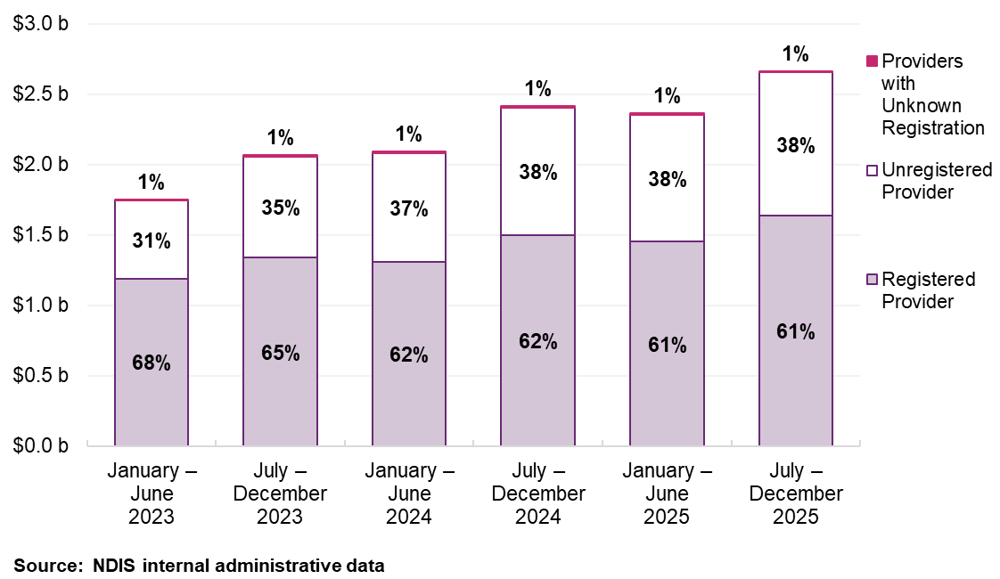 $3.0 b
$2.5 b
$2.0 b
$1.5 b
$1.0 b
$0.5 b
$0.0 b
1%
31%
68%
1%
35%
65%
1%
37%
62%
1%
38%
62%
1%
38%
61%
1%
38%
61%
January –
June
2023
July –
December
2023
January –
June
2024
July –
December
2024
January –
June
2025
July –
December
2025
Providers
with
Unknown
Registration
Unregistered
Provider
Registered
Provider
Source:  NDIS internal administrative data